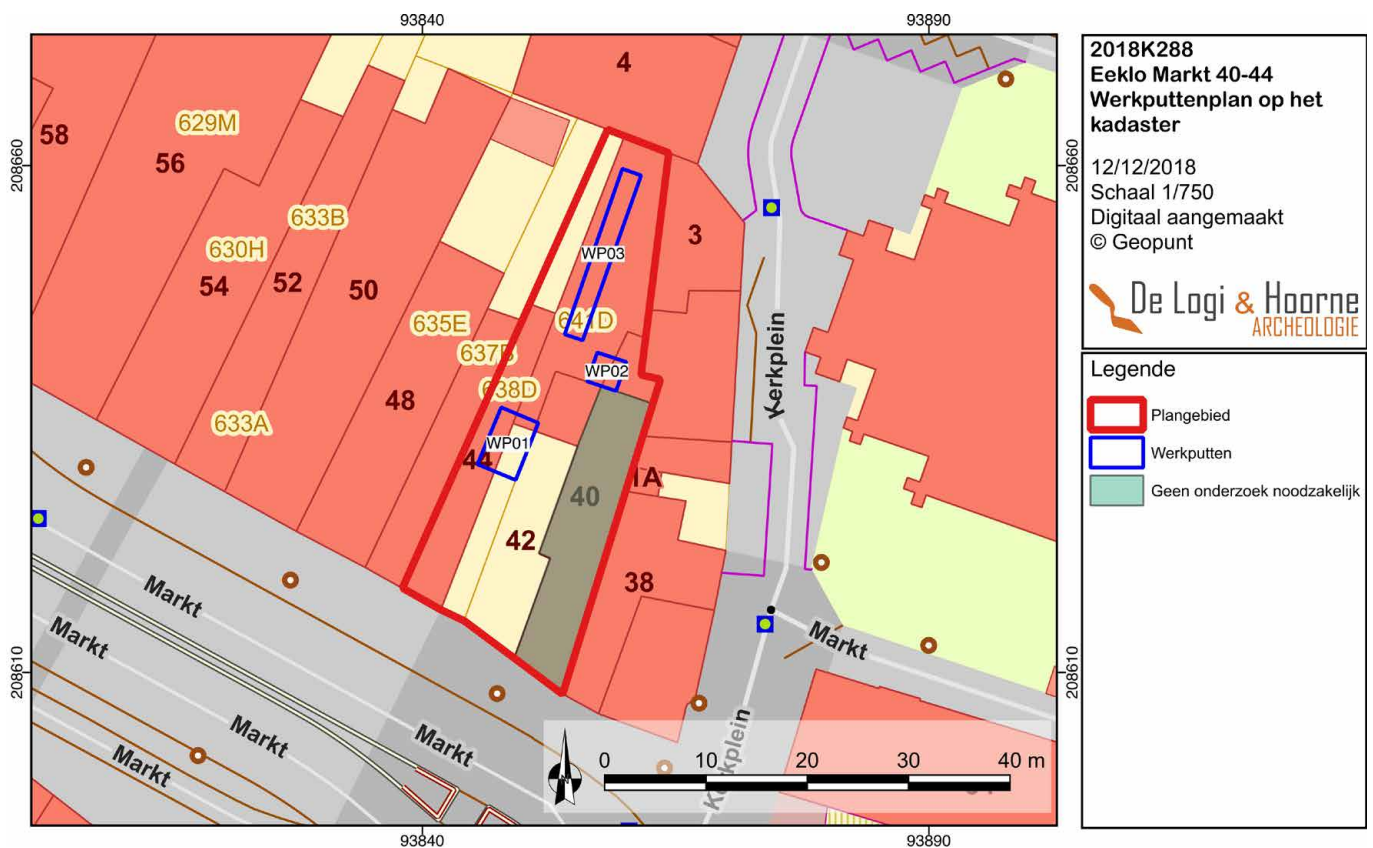 93840
93890
208660
208660
208610
208610
93840
93890
4
58
629M
56
633B
630H
54
52
50
3
WP03
641D
635E
637B
638D
WP02
48
633A
WP01
44
40
1A
42
38
Kerkplein
Markt
Markt
Markt
Markt
Markt
Markt
Kerkplein
0 10 20 30 40 m
2018K288
Eeklo Markt 40-44
Werkputtenplan op het
kadaster
12/12/2018
Schaal 1/750
Digitaal aangemaakt
© Geopunt
De Logi & Hoorne
ARCHEOLOGIE
Legende
Plangebied
Werkputten
Geen onderzoek noodzakelijk